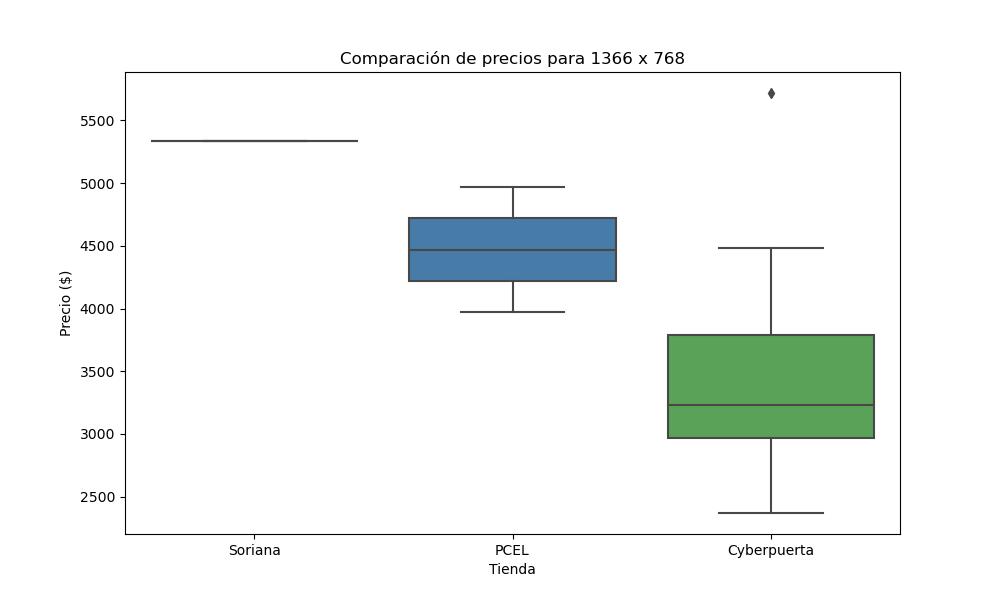 Comparación de precios para 1366 x 768
Precio ($)
5500
5000
4500
4000
3500
3000
2500
Soriana
PCEL
Cyberpuerta
Tienda